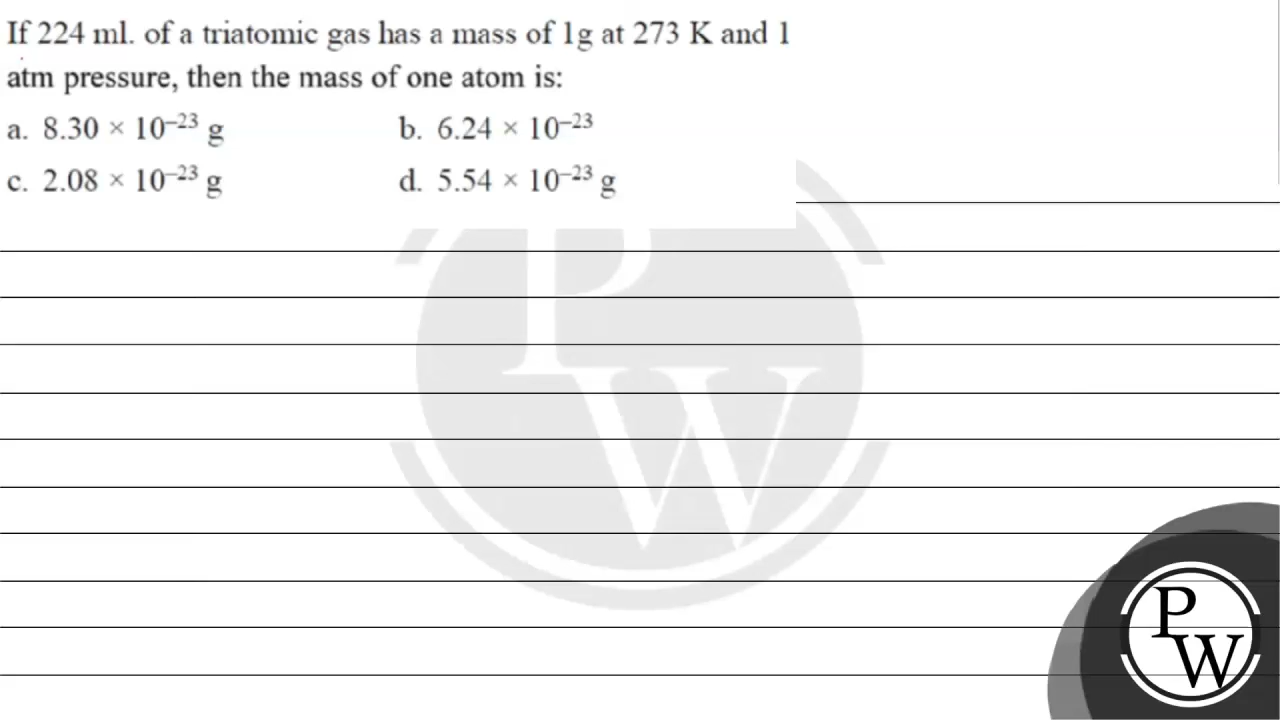 If 224 ml. of a triatomic gas has a mass of 1g at 273 K and 1
atm pressure, then the mass of one atom is:
a. 8.30 × 10⁻²³ g b. 6.24 × 10⁻²³
c. 2.08 × 10⁻²³ g d. 5.54 × 10⁻²³ g
PW
PW